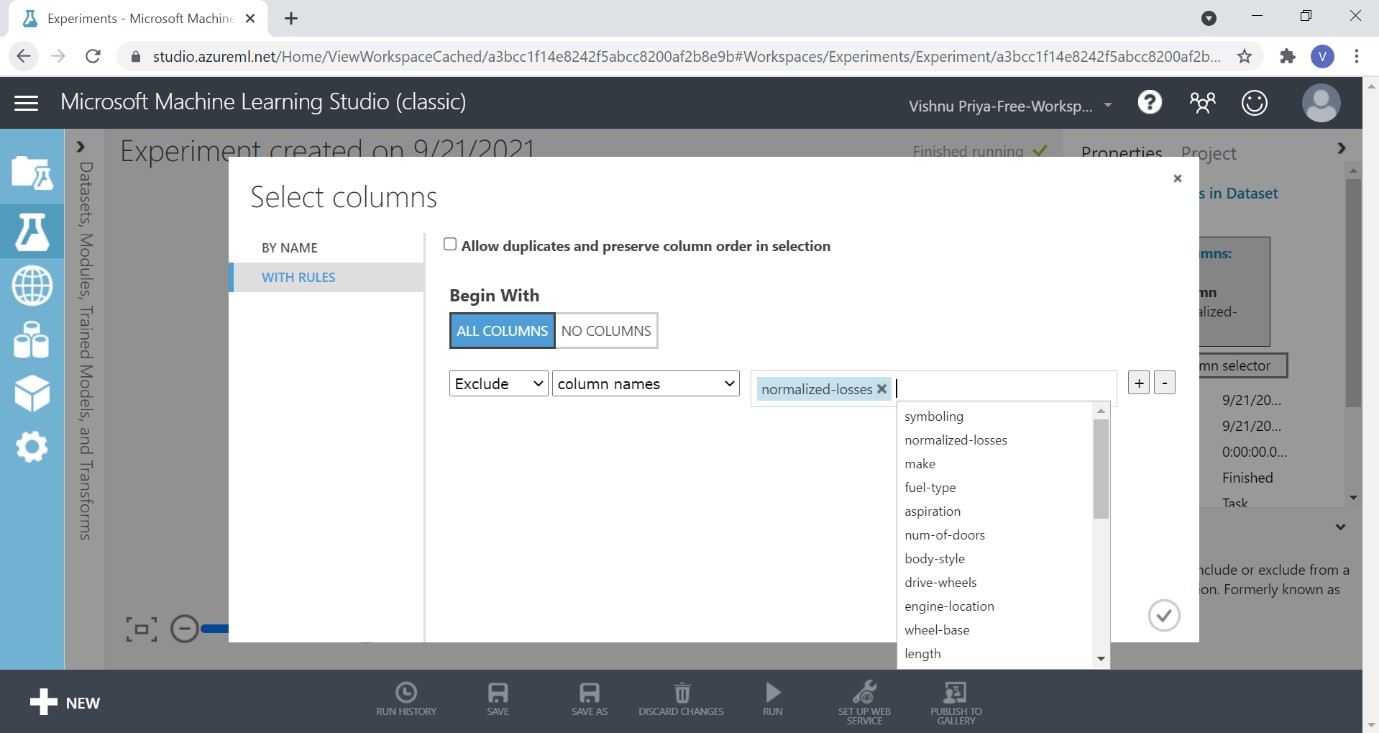 Experiments - Microsoft Machine
studio.azureml.net/Home/ViewWorkspaceCached/a3bcc1f14e8242f5abcc8200af2b8e9b#Workspaces/Experiments/Experiment/a3bcc1f14e8242f5abcc8200af2b...
V
Microsoft Machine Learning Studio (classic)
Vishnu Priya-Free-Worksp...
Experiment created on 9/21/2021
Finished running
Properties Project
Datasets, Modules, Trained Models, and Transforms
Select columns
s in Dataset
BY NAME
WITH RULES
Allow duplicates and preserve column order in selection
Begin With
ALL COLUMNS NO COLUMNS
Exclude column names normalized-losses
+ -
symboling
normalized-losses
make
fuel-type
aspiration
num-of-doors
body-style
drive-wheels
engine-location
wheel-base
length
mns:
mn
alized-
mn selector
9/21/20...
9/21/20...
0:00:00.0...
Finished
Task
nclude or exclude from a
ion. Formerly known as
NEW
RUN HISTORY
SAVE
SAVE AS
DISCARD CHANGES
RUN
SET UP WEB
SERVICE
PUBLISH TO
GALLERY